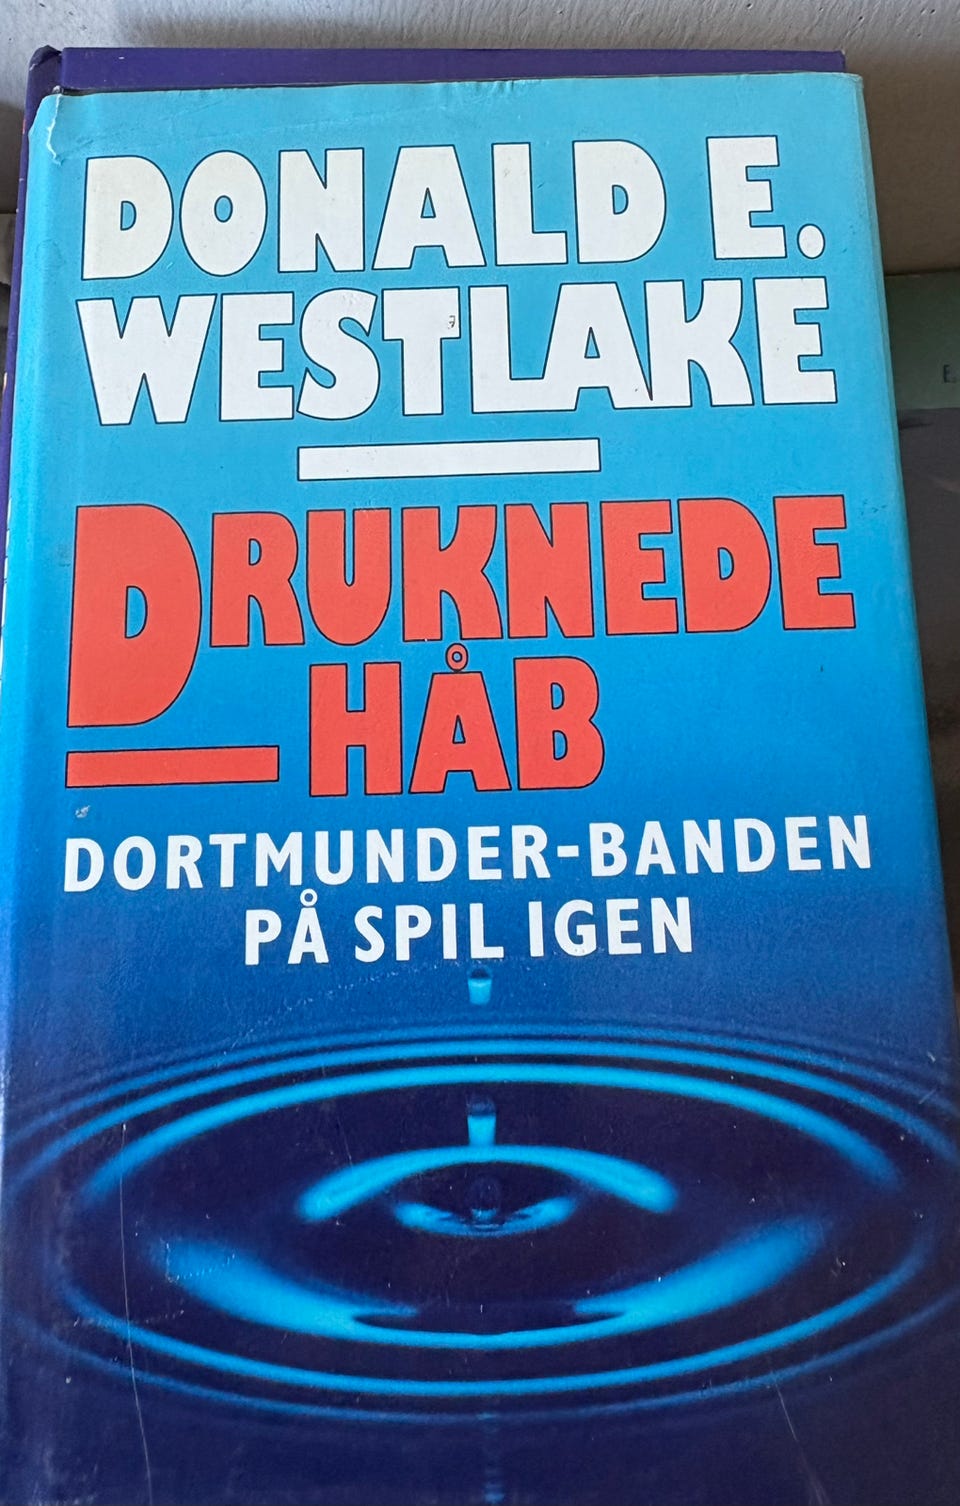 DONALD E.
WESTLAKE
DRUKNEDE
HÅB
DORTMUNDER-BANDEN
PÅ SPIL IGEN
E.